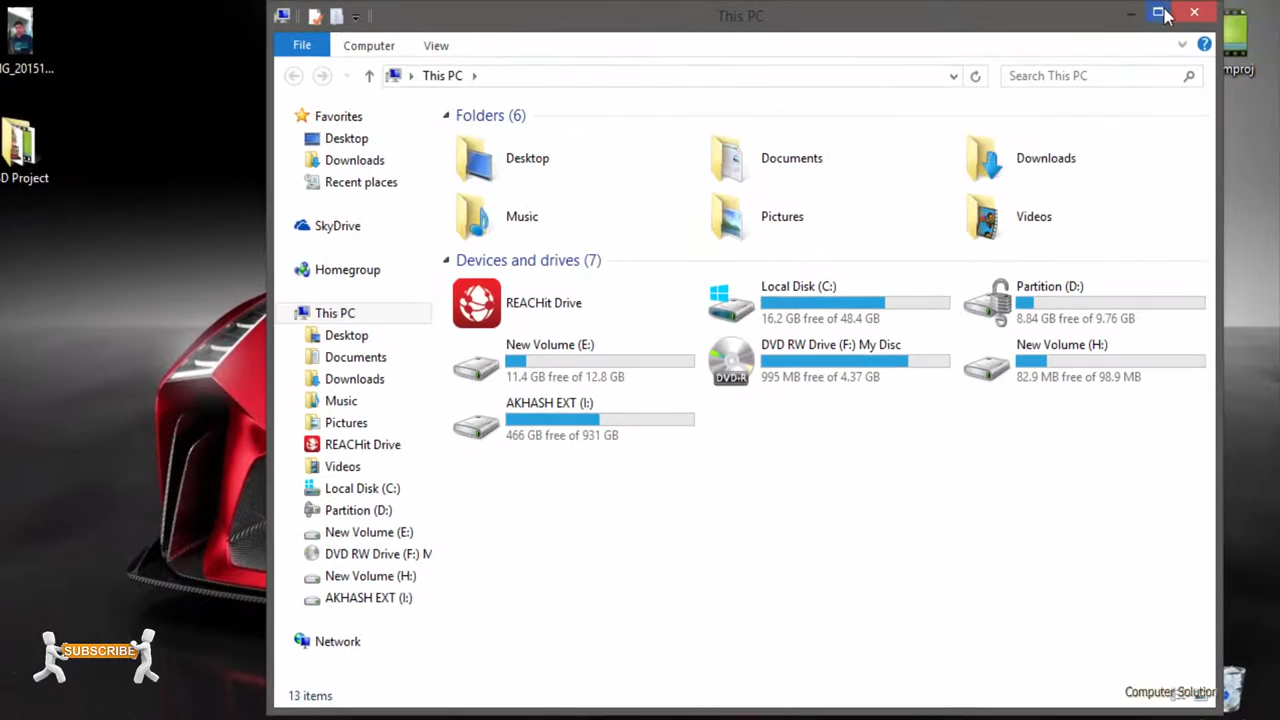 This PC
File Computer View
This PC
Search This PC
Favorites
Desktop
Downloads
Recent places
SkyDrive
Homegroup
This PC
Desktop
Documents
Downloads
Music
Pictures
REACHit Drive
Videos
Local Disk (C:)
Partition (D:)
New Volume (E:)
DVD RW Drive (F:) M
New Volume (H:)
AKHASH EXT (I:)
Network
Folders (6)
Desktop
Documents
Downloads
Music
Pictures
Videos
Devices and drives (7)
REACHit Drive
Local Disk (C:)
16.2 GB free of 48.4 GB
Partition (D:)
8.84 GB free of 9.76 GB
New Volume (E:)
11.4 GB free of 12.8 GB
DVD-R
DVD RW Drive (F:) My Disc
995 MB free of 4.37 GB
New Volume (H:)
82.9 MB free of 98.9 MB
AKHASH EXT (I:)
466 GB free of 931 GB
13 items
NG_20151...
D Project
mproj
SUBSCRIBE
Computer Solution